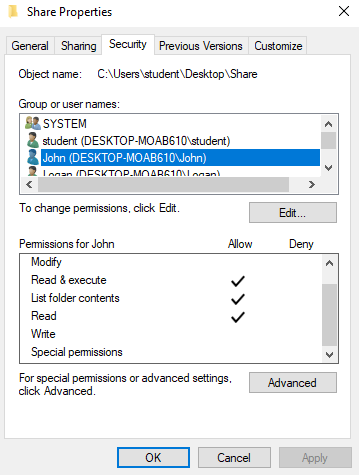 Share Properties
General Sharing Security Previous Versions Customize
Object name: C:\Users\student\Desktop\Share
Group or user names:
SYSTEM
student (DESKTOP-MOAB610\student)
John (DESKTOP-MOAB610\John)
Logan (DESKTOP-MOAB610\Logan)
To change permissions, click Edit.
Edit...
Permissions for John Allow Deny
Modify
Read & execute
List folder contents
Read
Write
Special permissions
For special permissions or advanced settings,
click Advanced.
Advanced
OK Cancel Apply